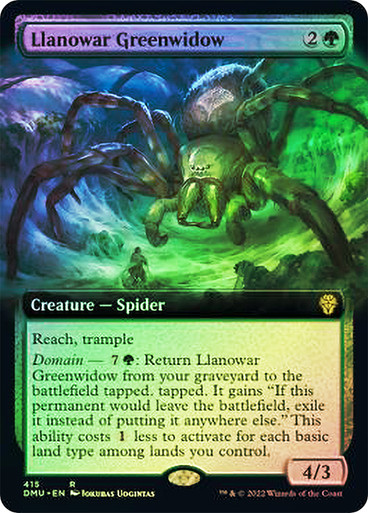 Llanowar Greenwidow 2
Creature — Spider
Reach, trample
Domain — 7 : Return Llanowar
Greenwidow from your graveyard to the
battlefield tapped. tapped. It gains “If this
permanent would leave the battlefield, exile
it instead of putting it anywhere else.” This
ability costs 1 less to activate for each basic
land type among lands you control.
4/3
415 R
DMU • EN Iokubas Uogintas
™ & © 2022 Wizards of the Coast